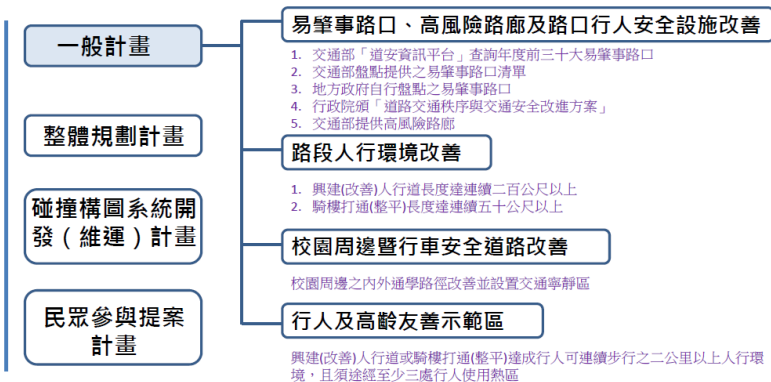 一般計畫
整體規劃計畫
碰撞構圖系統開
發（維運）計畫
民眾參與提案
計畫
易肇事路口、高風險路廊及路口行人安全設施改善
1. 交通部「道安資訊平台」查詢年度前三十大易肇事路口
2. 交通部盤點提供之易肇事路口清單
3. 地方政府自行盤點之易肇事路口
4. 行政院頒「道路交通秩序與交通安全改進方案」
5. 交通部提供高風險路廊
路段人行環境改善
1. 興建(改善)人行道長度達連續二百公尺以上
2. 騎樓打通(整平)長度達連續五十公尺以上
校園周邊暨行車安全道路改善
校園周邊之內外通學路徑改善並設置交通寧靜區
行人及高齡友善示範區
興建(改善)人行道或騎樓打通(整平)達成行人可連續步行之二公里以上人行環
境，且須途經至少三處行人使用熱區